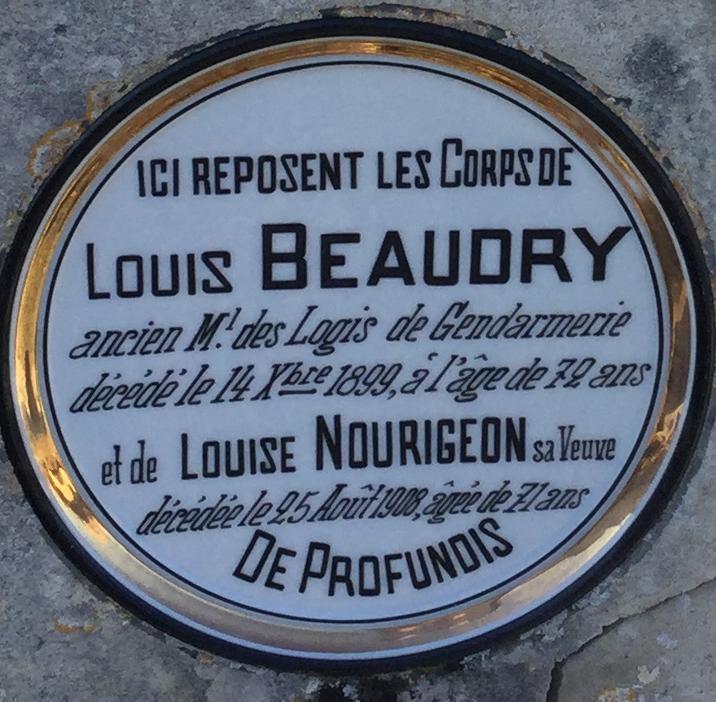 ICI REPOSENT LES CORPS DE
LOUIS BEAUDRY
ancien M.l des Logis de Gendarmerie
décédé le 14 Xbre 1899, à l'âge de 72 ans
et de LOUISE NOURIGEON sa Veuve
décédée le 25 Août 1908, âgée de 71 ans
DE PROFUNDIS